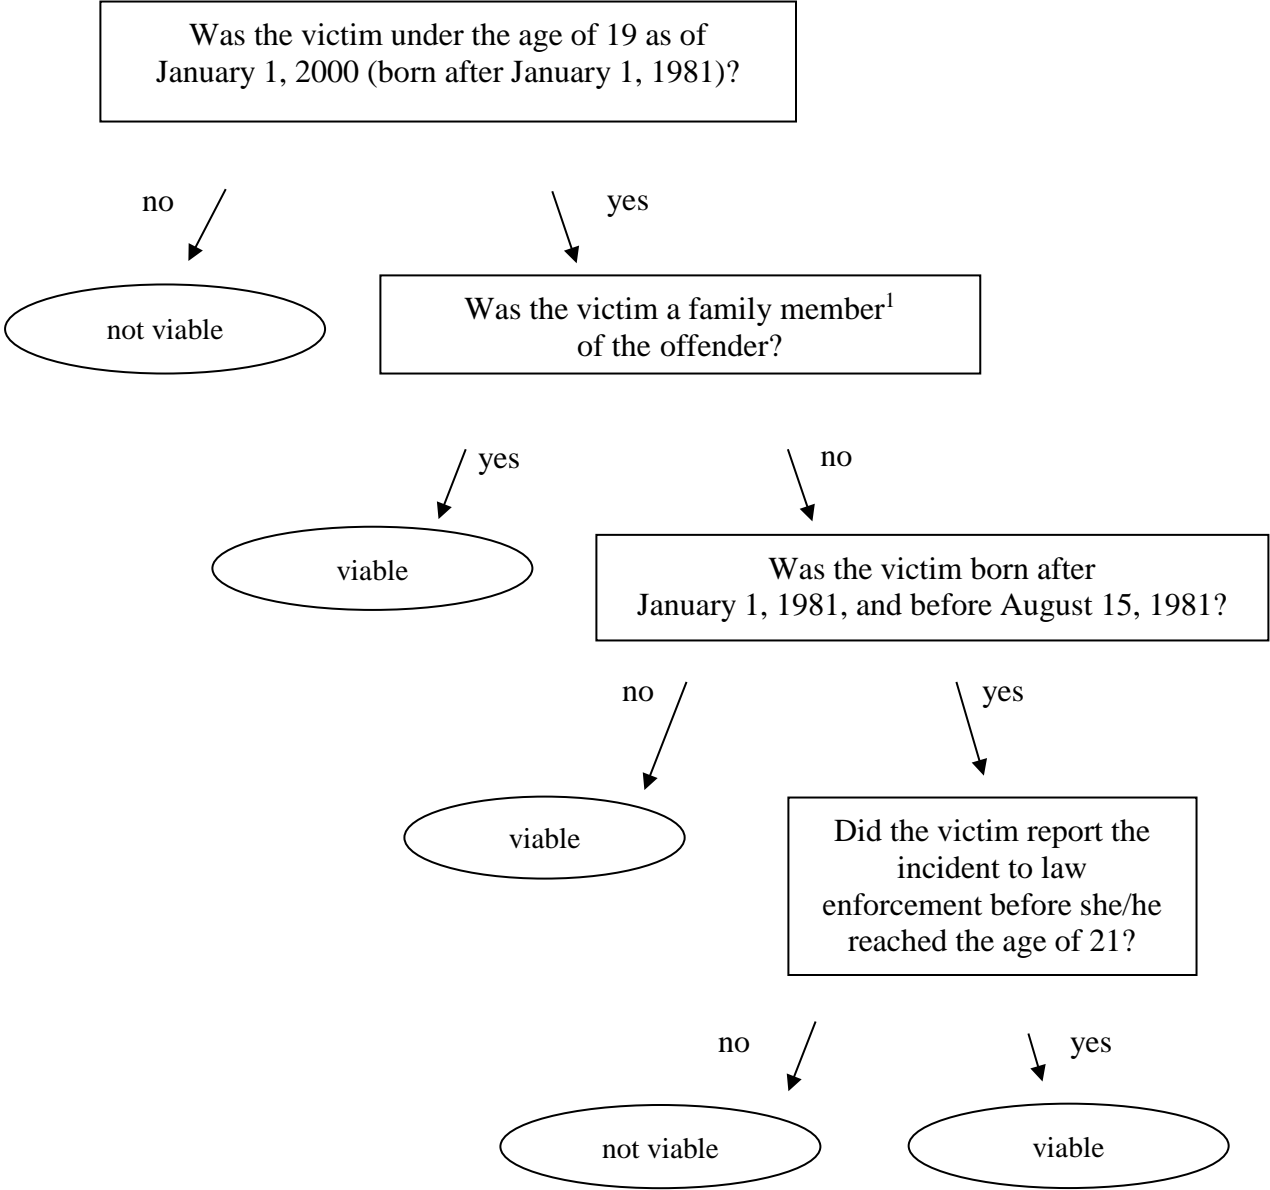 Was the victim under the age of 19 as of
January 1, 2000 (born after January 1, 1981)?
no
yes
not viable
Was the victim a family member¹
of the offender?
yes
no
viable
Was the victim born after
January 1, 1981, and before August 15, 1981?
no
yes
viable
Did the victim report the
incident to law
enforcement before she/he
reached the age of 21?
no
yes
not viable
viable